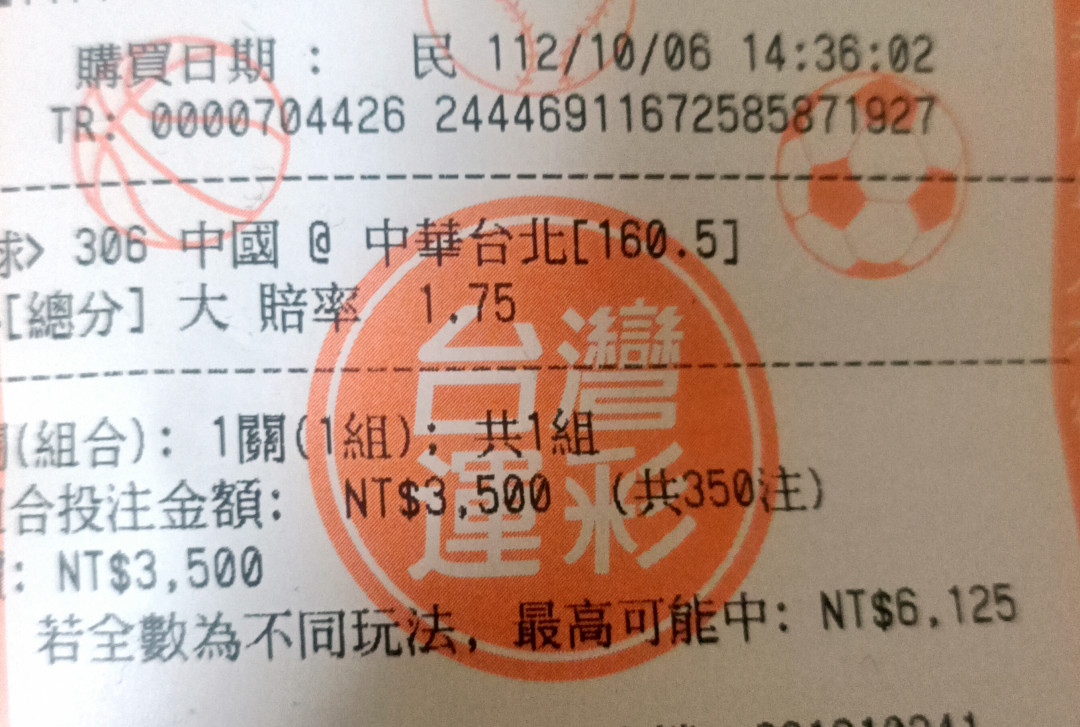 購買日期： 民 112/10/06 14:36:02
TR: 0000704426 24446911672585871927
球> 306 中國 @ 中華台北[160.5]
[總分] 大 賠率 1.75
台灣
運彩
(組合): 1關(1組); 共1組
合投注金額: NT$3,500 (共350注)
: NT$3,500
若全數為不同玩法, 最高可能中: NT$6,125